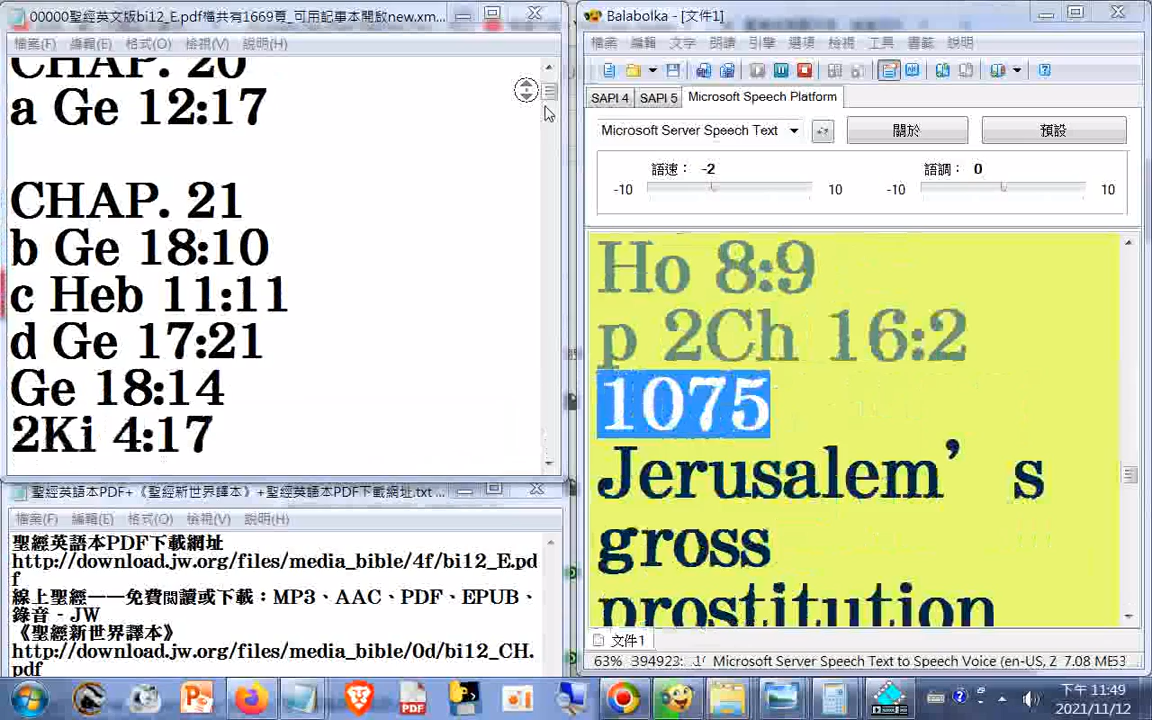 00000聖經英文版bi12_E.pdf檔共有1669頁_可用記事本開啟new.xm...
檔案(F) 編輯(E) 格式(O) 檢視(V) 說明(H)
CHAP. 20
a Ge 12:17
CHAP. 21
b Ge 18:10
c Heb 11:11
d Ge 17:21
Ge 18:14
2Ki 4:17
聖經英語本PDF+《聖經新世界譯本》+聖經英語本PDF下載網址.txt ...
檔案(F) 編輯(E) 格式(O) 檢視(V) 說明(H)
聖經英語本PDF下載網址
http://download.jw.org/files/media_bible/4f/bi12_E.pd
f
線上聖經——免費閱讀或下載：MP3、AAC、PDF、EPUB、
錄音 - JW
《聖經新世界譯本》
http://download.jw.org/files/media_bible/0d/bi12_CH.
pdf
Balabolka - [文件1]
檔案 編輯 文字 朗讀 引擎 選項 檢視 工具 書籤 說明
SAPI 4 SAPI 5 Microsoft Speech Platform
Microsoft Server Speech Text 關於 預設
語速： -2 語調： 0
-10 10 -10 10
Ho 8:9
p 2Ch 16:2
1075
Jerusalem’s
gross
prostitution
文件1
63% 394923: Microsoft Server Speech Text to Speech Voice (en-US, Z 7.08 ME53
下午 11:49
2021/11/12